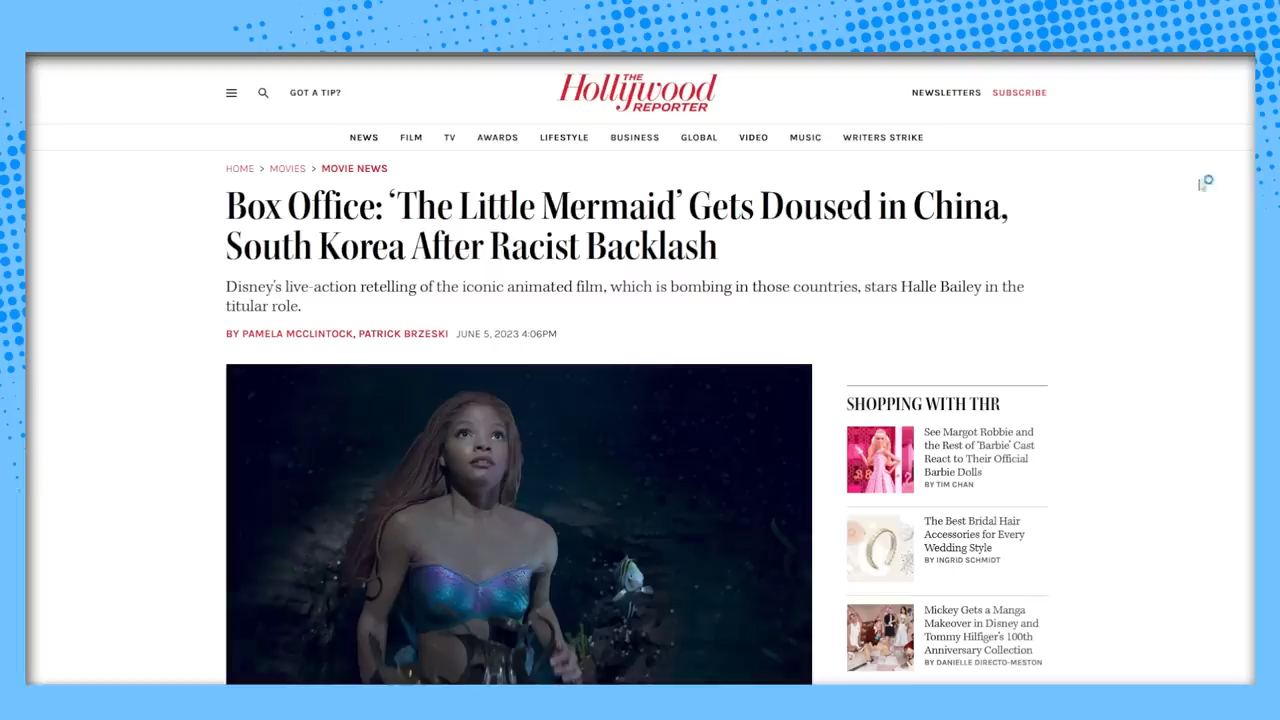 GOT A TIP?
THE
Hollywood
REPORTER
NEWSLETTERS SUBSCRIBE
NEWS FILM TV AWARDS LIFESTYLE BUSINESS GLOBAL VIDEO MUSIC WRITERS STRIKE
HOME > MOVIES > MOVIE NEWS
Box Office: ‘The Little Mermaid’ Gets Doused in China,
South Korea After Racist Backlash
Disney’s live-action retelling of the iconic animated film, which is bombing in those countries, stars Halle Bailey in the
titular role.
BY PAMELA MCCLINTOCK, PATRICK BRZESKI JUNE 5, 2023 4:06PM
SHOPPING WITH THR
See Margot Robbie and
the Rest of ‘Barbie’ Cast
React to Their Official
Barbie Dolls
BY TIM CHAN
The Best Bridal Hair
Accessories for Every
Wedding Style
BY INGRID SCHMIDT
Mickey Gets a Manga
Makeover in Disney and
Tommy Hilfiger’s 100th
Anniversary Collection
BY DANIELLE DIRECTO-MESTON